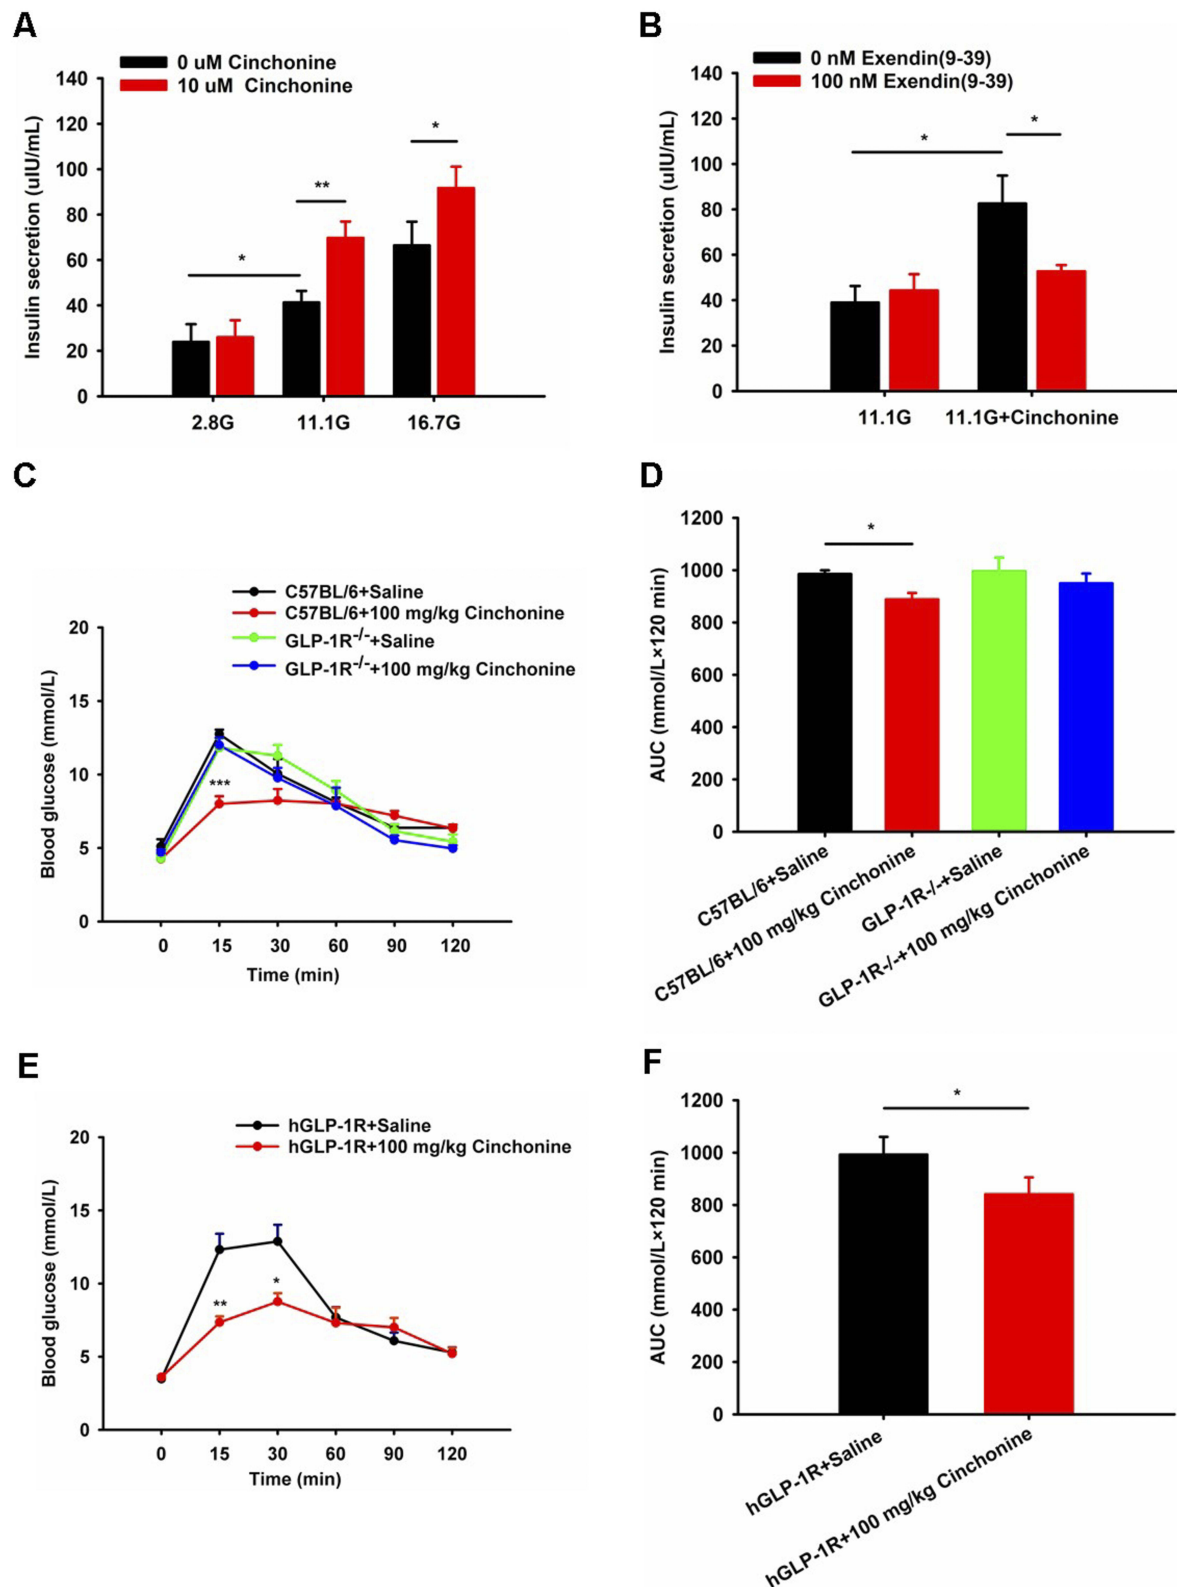 A
0 uM Cinchonine
10 uM Cinchonine
Insulin secretion (uIU/mL)
140
120
100
80
60
40
20
0
*
**
*
2.8G 11.1G 16.7G
B
0 nM Exendin(9-39)
100 nM Exendin(9-39)
Insulin secretion (uIU/mL)
140
120
100
80
60
40
20
0
*
*
11.1G 11.1G+Cinchonine
C
C57BL/6+Saline
C57BL/6+100 mg/kg Cinchonine
GLP-1R-/-+Saline
GLP-1R-/-+100 mg/kg Cinchonine
Blood glucose (mmol/L)
20
15
10
5
0
***
0 15 30 60 90 120
Time (min)
D
AUC (mmol/L×120 min)
1200
1000
800
600
400
200
0
*
C57BL/6+Saline
C57BL/6+100 mg/kg Cinchonine
GLP-1R-/-+Saline
GLP-1R-/-+100 mg/kg Cinchonine
E
hGLP-1R+Saline
hGLP-1R+100 mg/kg Cinchonine
Blood glucose (mmol/L)
20
15
10
5
0
**
*
0 15 30 60 90 120
Time (min)
F
AUC (mmol/L×120 min)
1200
1000
800
600
400
200
0
*
hGLP-1R+Saline
hGLP-1R+100 mg/kg Cinchonine